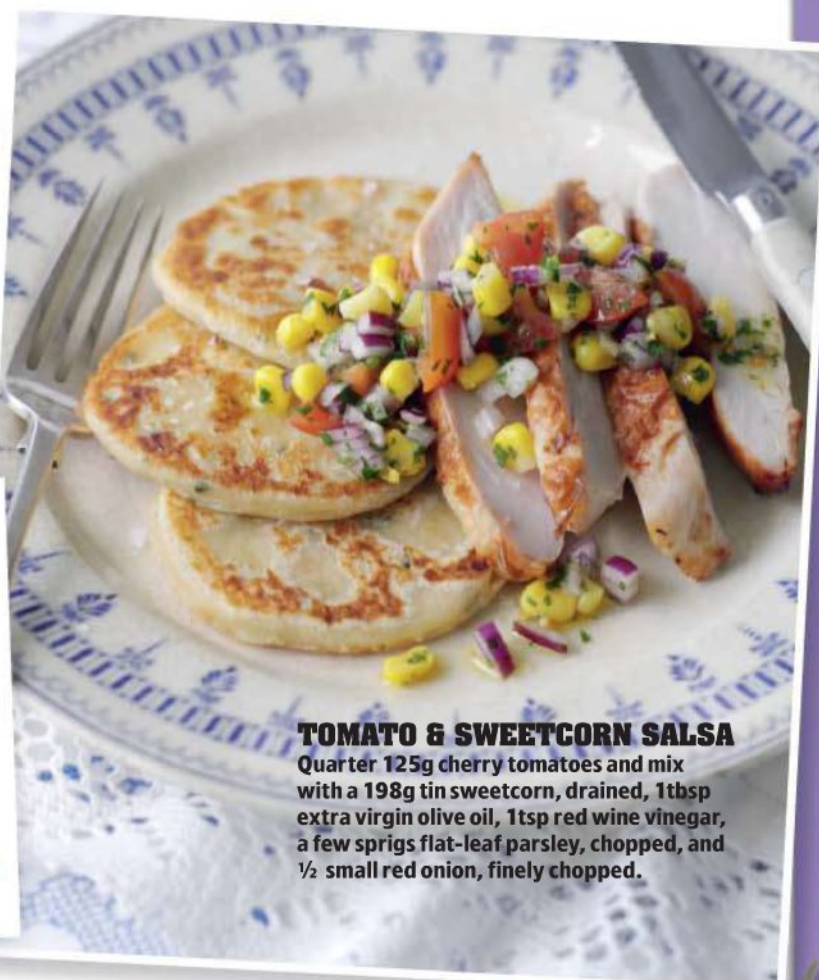 TOMATO & SWEETCORN SALSA
Quarter 125g cherry tomatoes and mix
with a 198g tin sweetcorn, drained, 1tbsp
extra virgin olive oil, 1tsp red wine vinegar,
a few sprigs flat-leaf parsley, chopped, and
½ small red onion, finely chopped.